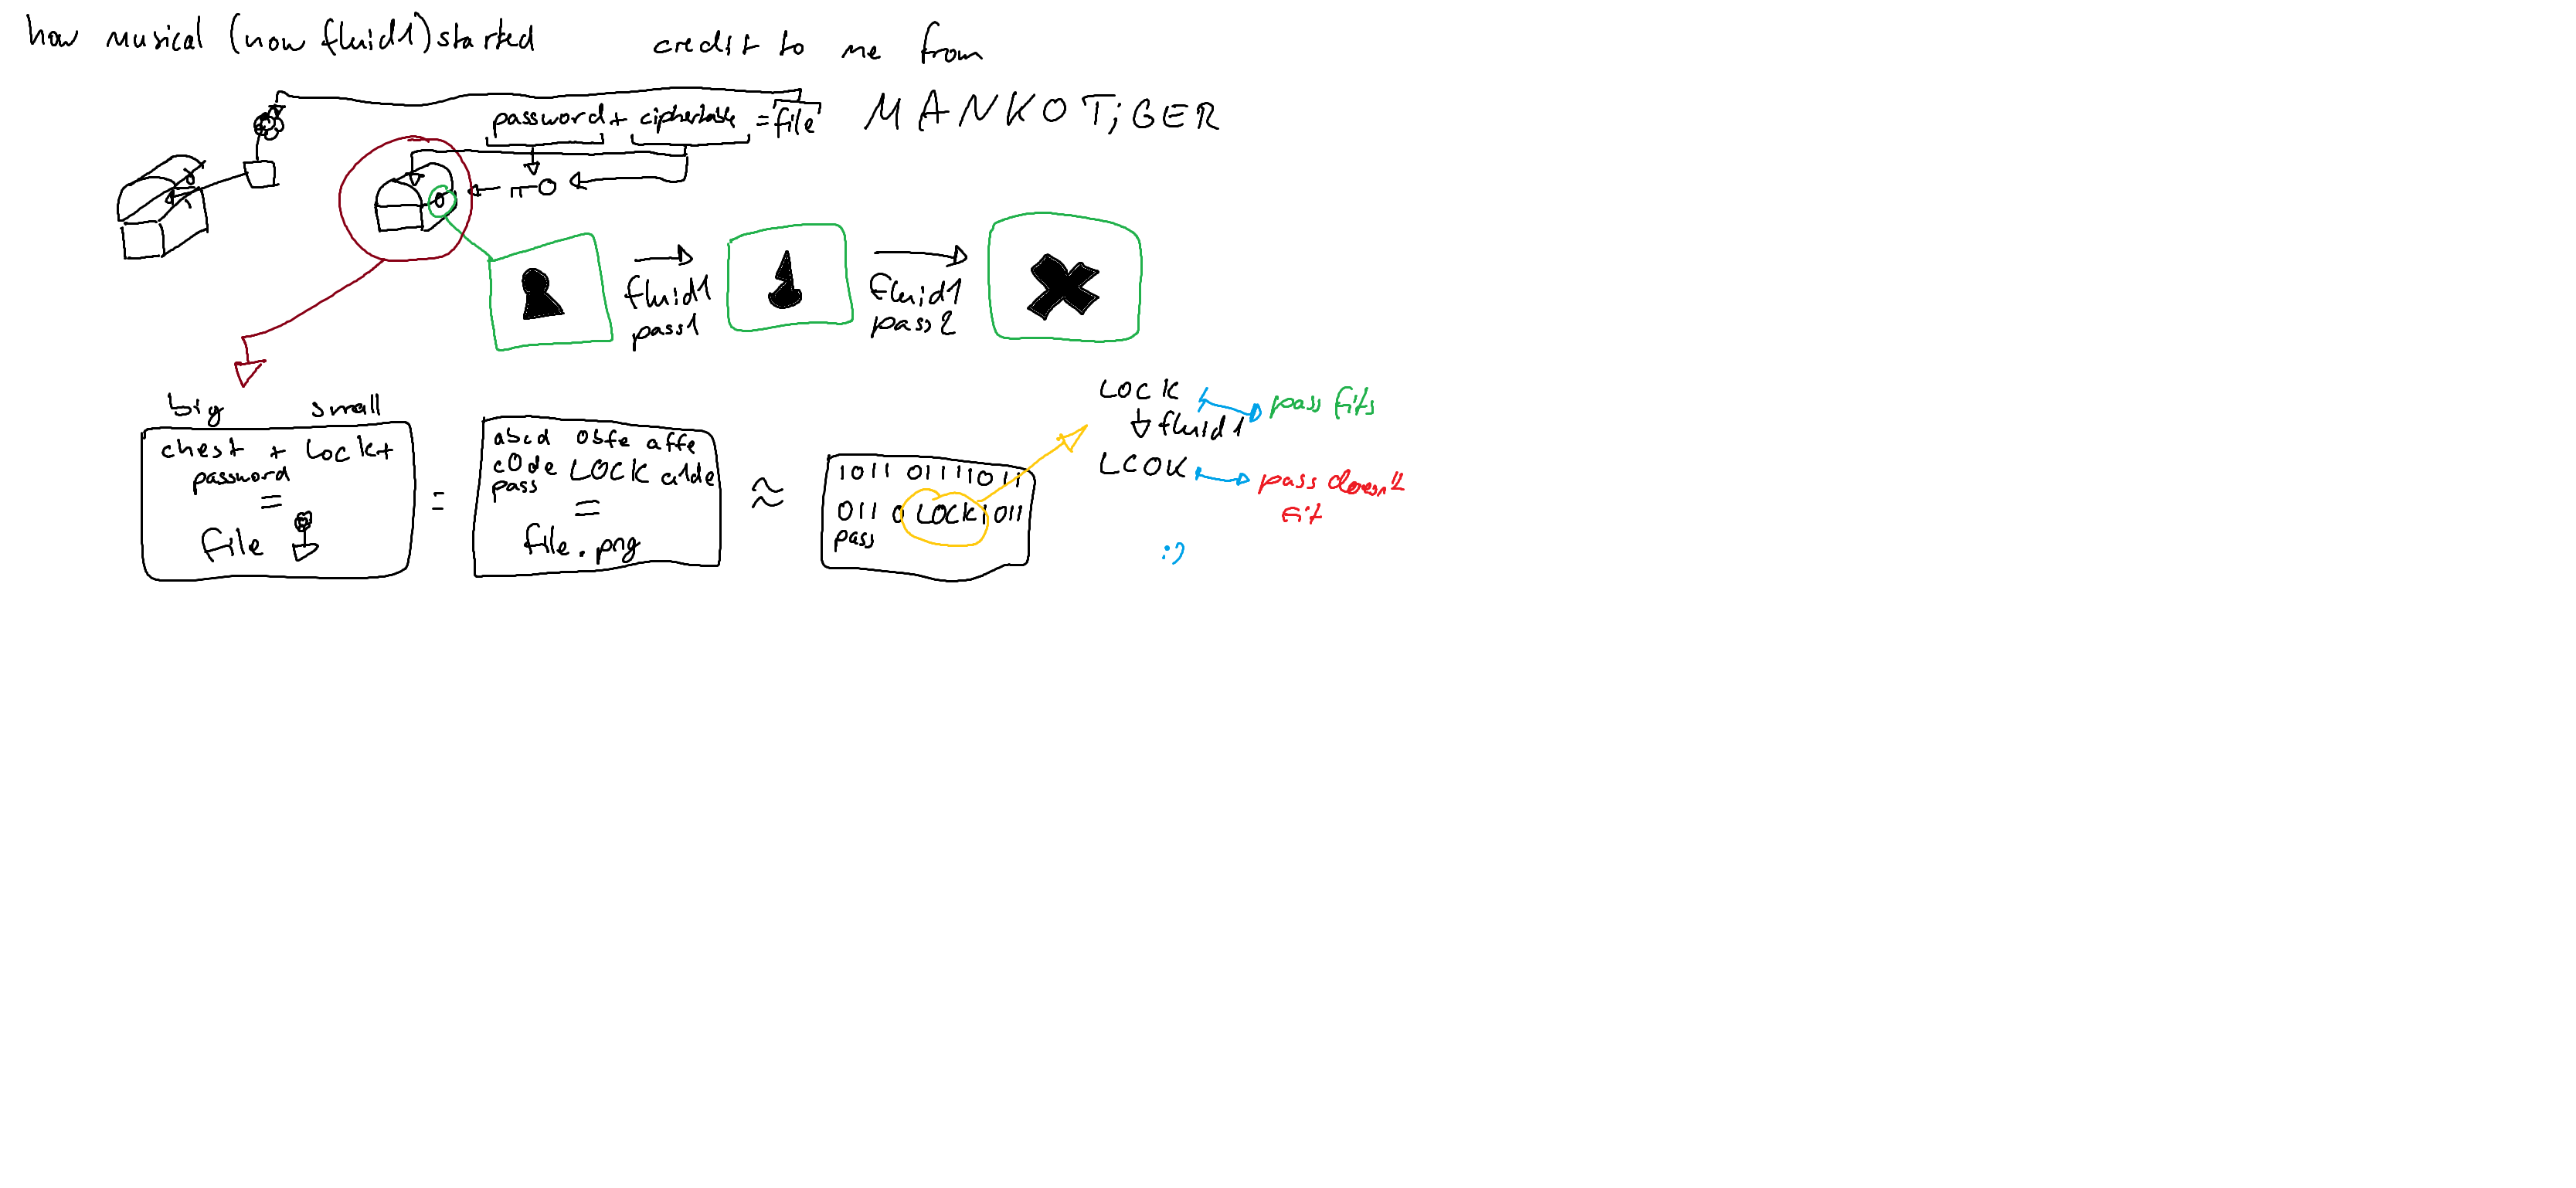 how musical (now fluid1) started
credit to me from
MANKOTiGER
password + ciphertable = file
fluid1
pass1
fluid1
pass2
big small
chest + lock +
password
=
file
=
abcd 0bfe affe
c0de LOCK a1de
pass
=
file.png
≈
1011 01111011
011 0 LOCK 1 011
pass
LOCK
fluid1
LCOK
pass fits
pass doesn't
fit
:)